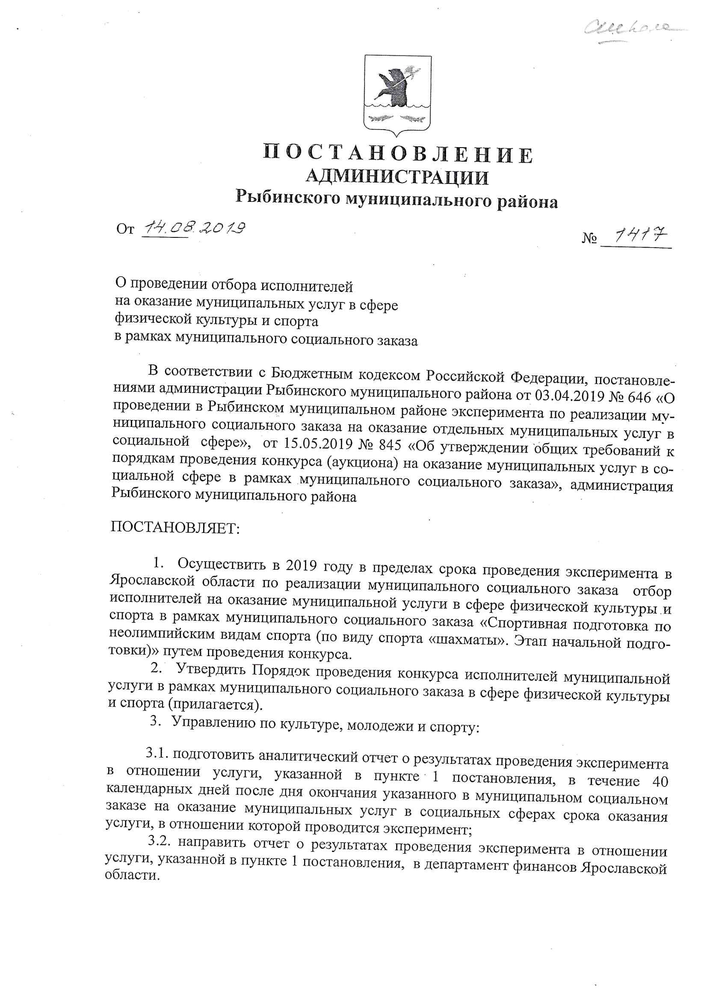 П О С Т А Н О В Л Е Н И Е
АДМИНИСТРАЦИИ
Рыбинского муниципального района
От 14.08.2019
№ 1417
О проведении отбора исполнителей
на оказание муниципальных услуг в сфере
физической культуры и спорта
в рамках муниципального социального заказа
В соответствии с Бюджетным кодексом Российской Федерации, постановле-
ниями администрации Рыбинского муниципального района от 03.04.2019 № 646 «О
проведении в Рыбинском муниципальном районе эксперимента по реализации му-
ниципального социального заказа на оказание отдельных муниципальных услуг в
социальной сфере», от 15.05.2019 № 845 «Об утверждении общих требований к
порядкам проведения конкурса (аукциона) на оказание муниципальных услуг в со-
циальной сфере в рамках муниципального социального заказа», администрация
Рыбинского муниципального района
ПОСТАНОВЛЯЕТ:
1. Осуществить в 2019 году в пределах срока проведения эксперимента в
Ярославской области по реализации муниципального социального заказа отбор
исполнителей на оказание муниципальной услуги в сфере физической культуры и
спорта в рамках муниципального социального заказа «Спортивная подготовка по
неолимпийским видам спорта (по виду спорта «шахматы». Этап начальной подго-
товки)» путем проведения конкурса.
2. Утвердить Порядок проведения конкурса исполнителей муниципальной
услуги в рамках муниципального социального заказа в сфере физической культуры
и спорта (прилагается).
3. Управлению по культуре, молодежи и спорту:
3.1. подготовить аналитический отчет о результатах проведения эксперимента
в отношении услуги, указанной в пункте 1 постановления, в течение 40
календарных дней после дня окончания указанного в муниципальном социальном
заказе на оказание муниципальных услуг в социальных сферах срока оказания
услуги, в отношении которой проводится эксперимент;
3.2. направить отчет о результатах проведения эксперимента в отношении
услуги, указанной в пункте 1 постановления, в департамент финансов Ярославской
области.